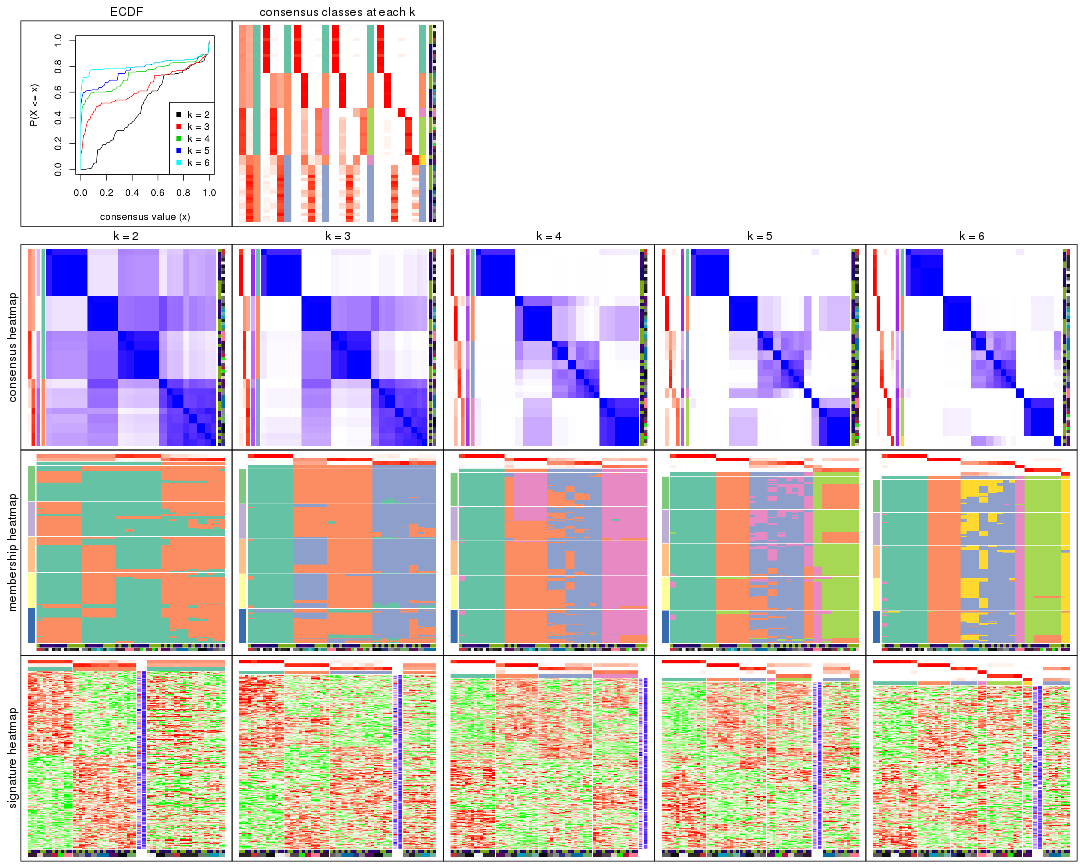 ECDF
consensus classes at each k
P(X <= x)
0.0 0.2 0.4 0.6 0.8 1.0
k = 2
k = 3
k = 4
k = 5
k = 6
0.0 0.2 0.4 0.6 0.8 1.0
consensus value (x)
k = 2 k = 3 k = 4 k = 5 k = 6
consensus heatmap
membership heatmap
signature heatmap